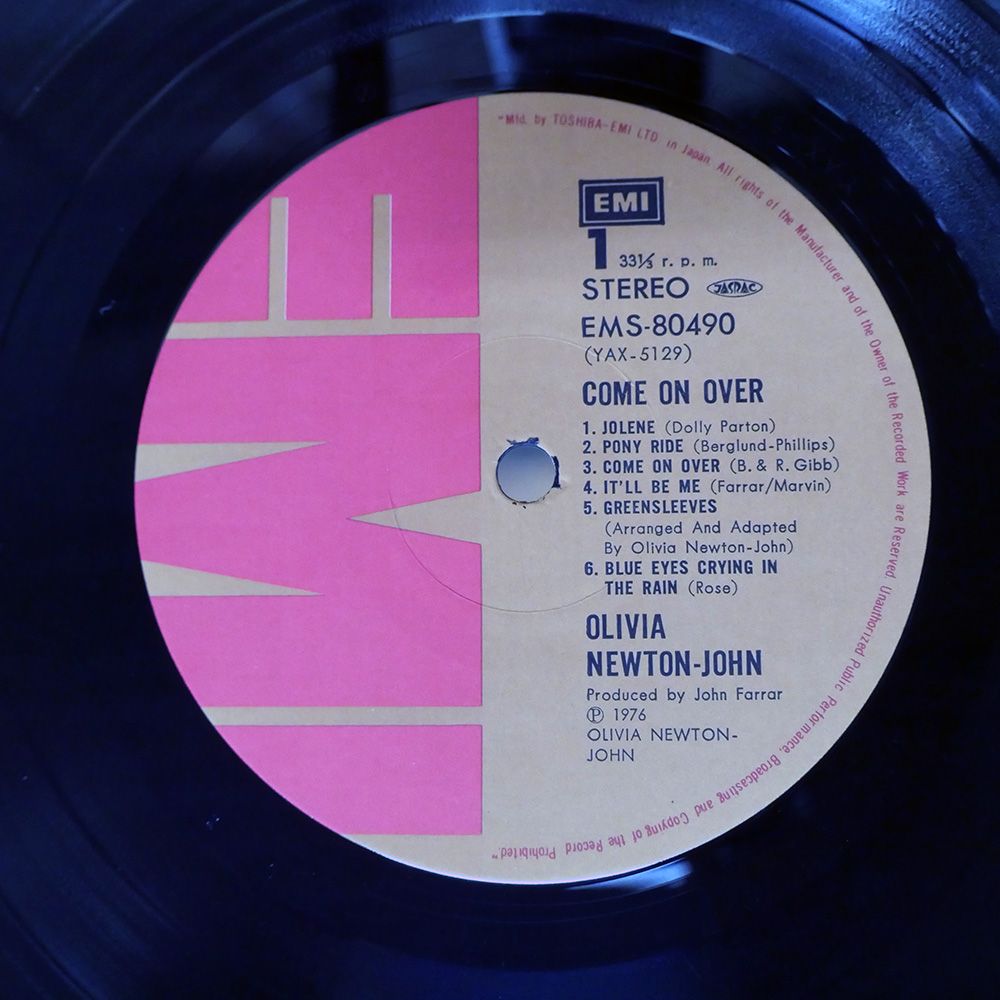 "Mfd. by TOSHIBA-EMI LTD. in Japan. All rights of the Manufacturer and of the Owner of the Recorded Work are Reserved. Unauthorized Public Performance, Broadcasting and Copying of the Record Prohibited."
EMI
EMI
1 33⅓ r. p. m.
STEREO JASRAC
EMS-80490
(YAX-5129)
COME ON OVER
1. JOLENE (Dolly Parton)
2. PONY RIDE (Berglund-Phillips)
3. COME ON OVER (B. & R. Gibb)
4. IT'LL BE ME (Farrar/Marvin)
5. GREENSLEEVES
(Arranged And Adapted
By Olivia Newton-John)
6. BLUE EYES CRYING IN
THE RAIN (Rose)
OLIVIA
NEWTON-JOHN
Produced by John Farrar
Ⓟ 1976
OLIVIA NEWTON-
JOHN